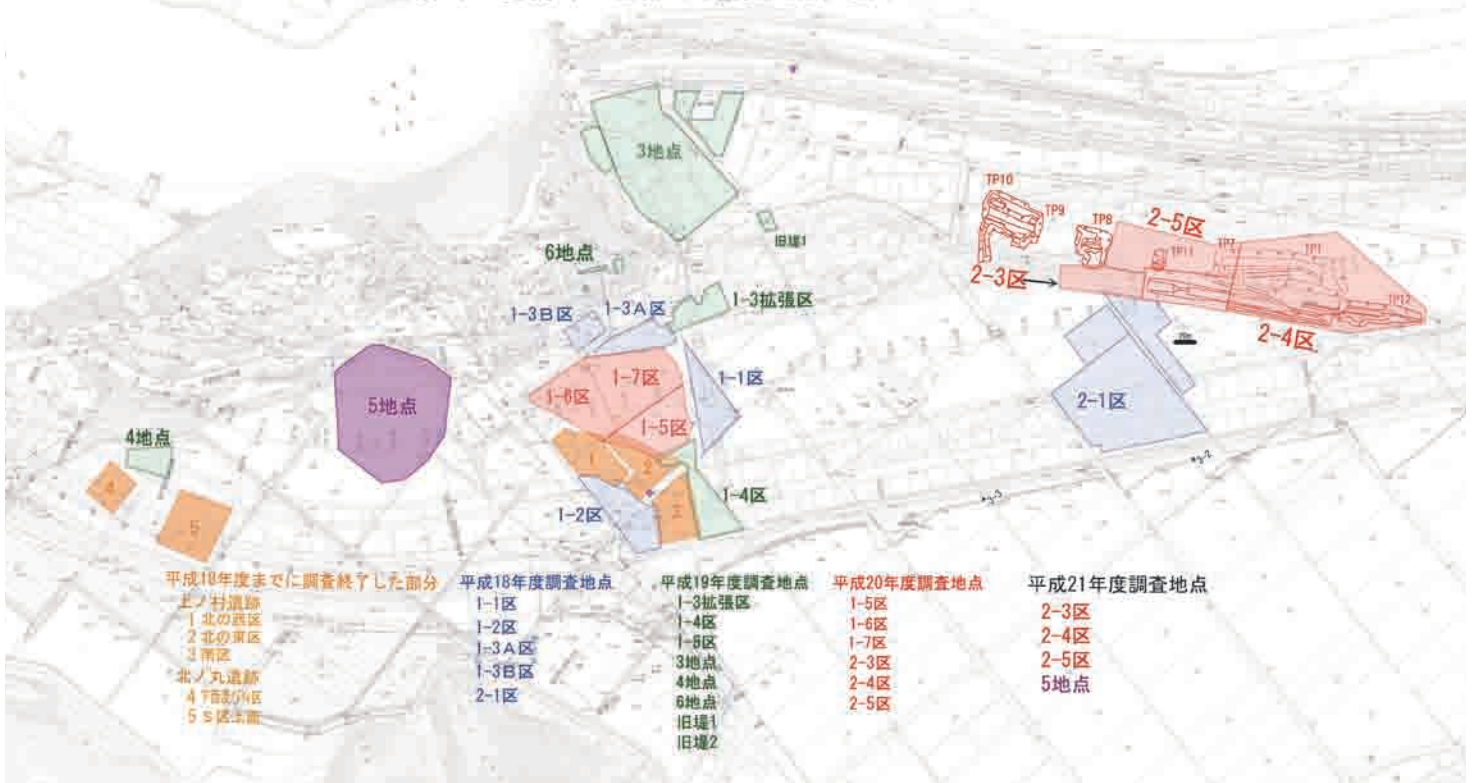 3地点
旧堤1
6地点
1-3B区
1-3A区
1-3拡張区
TP10
TP9
TP8
2-5区
TP11
TP7
TP1
TP12
2-3区
2-4区
2-1区
1-7区
1-6区
1-5区
1-1区
5地点
4地点
4
5
1
2
3
1-4区
1-2区
平成18年度までに調査終了した部分
上ノ村遺跡
1 北の西区
2 北の東区
3 南区
北ノ丸遺跡
5 S区
平成18年度調査地点
1-1区
1-2区
1-3A区
1-3B区
2-1区
平成19年度調査地点
1-3拡張区
1-4区
1-5区
3地点
4地点
6地点
旧堤1
旧堤2
平成20年度調査地点
1-5区
1-6区
1-7区
2-3区
2-4区
2-5区
平成21年度調査地点
2-3区
2-4区
2-5区
5地点